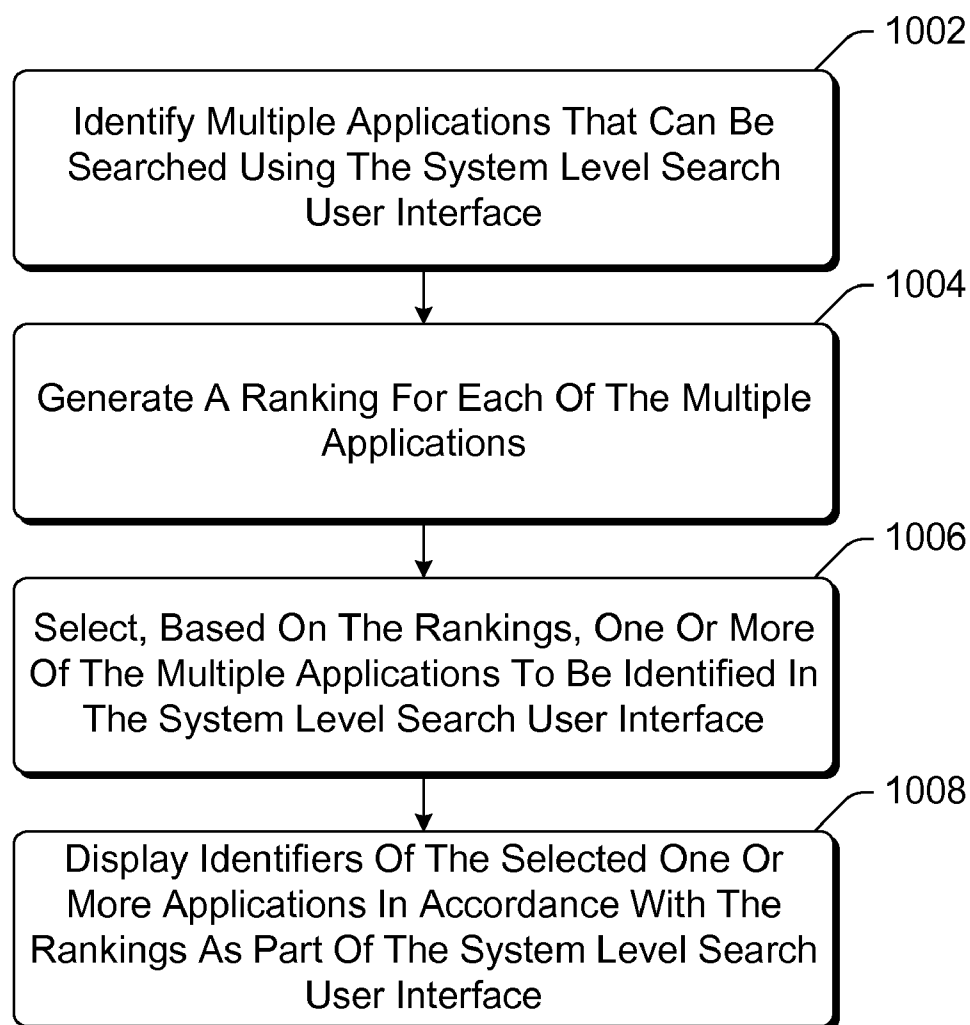 1002
Identify Multiple Applications That Can Be
Searched Using The System Level Search
User Interface
1004
Generate A Ranking For Each Of The Multiple
Applications
1006
Select, Based On The Rankings, One Or More
Of The Multiple Applications To Be Identified In
The System Level Search User Interface
1008
Display Identifiers Of The Selected One Or
More Applications In Accordance With The
Rankings As Part Of The System Level Search
User Interface